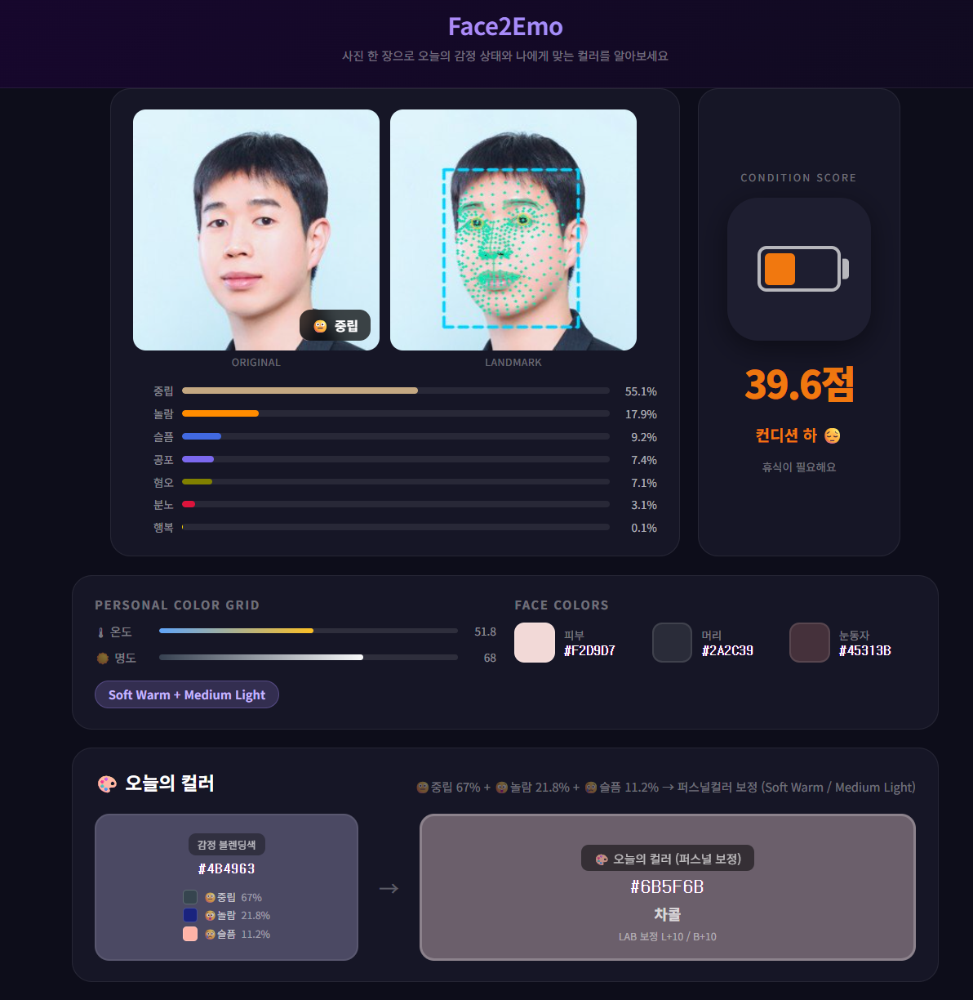 Face2Emo
사진 한 장으로 오늘의 감정 상태와 나에게 맞는 컬러를 알아보세요
중립
ORIGINAL
LANDMARK
중립 55.1%
놀람 17.9%
슬픔 9.2%
공포 7.4%
혐오 7.1%
분노 3.1%
행복 0.1%
CONDITION SCORE
39.6점
컨디션 하
휴식이 필요해요
PERSONAL COLOR GRID
온도 51.8
명도 68
Soft Warm + Medium Light
FACE COLORS
피부
#F2D9D7
머리
#2A2C39
눈동자
#45313B
오늘의 컬러
중립 67% + 놀람 21.8% + 슬픔 11.2% → 퍼스널컬러 보정 (Soft Warm / Medium Light)
감정 블렌딩색
#4B4963
중립 67%
놀람 21.8%
슬픔 11.2%
→
오늘의 컬러 (퍼스널 보정)
#6B5F6B
차콜
LAB 보정 L+10 / B+10